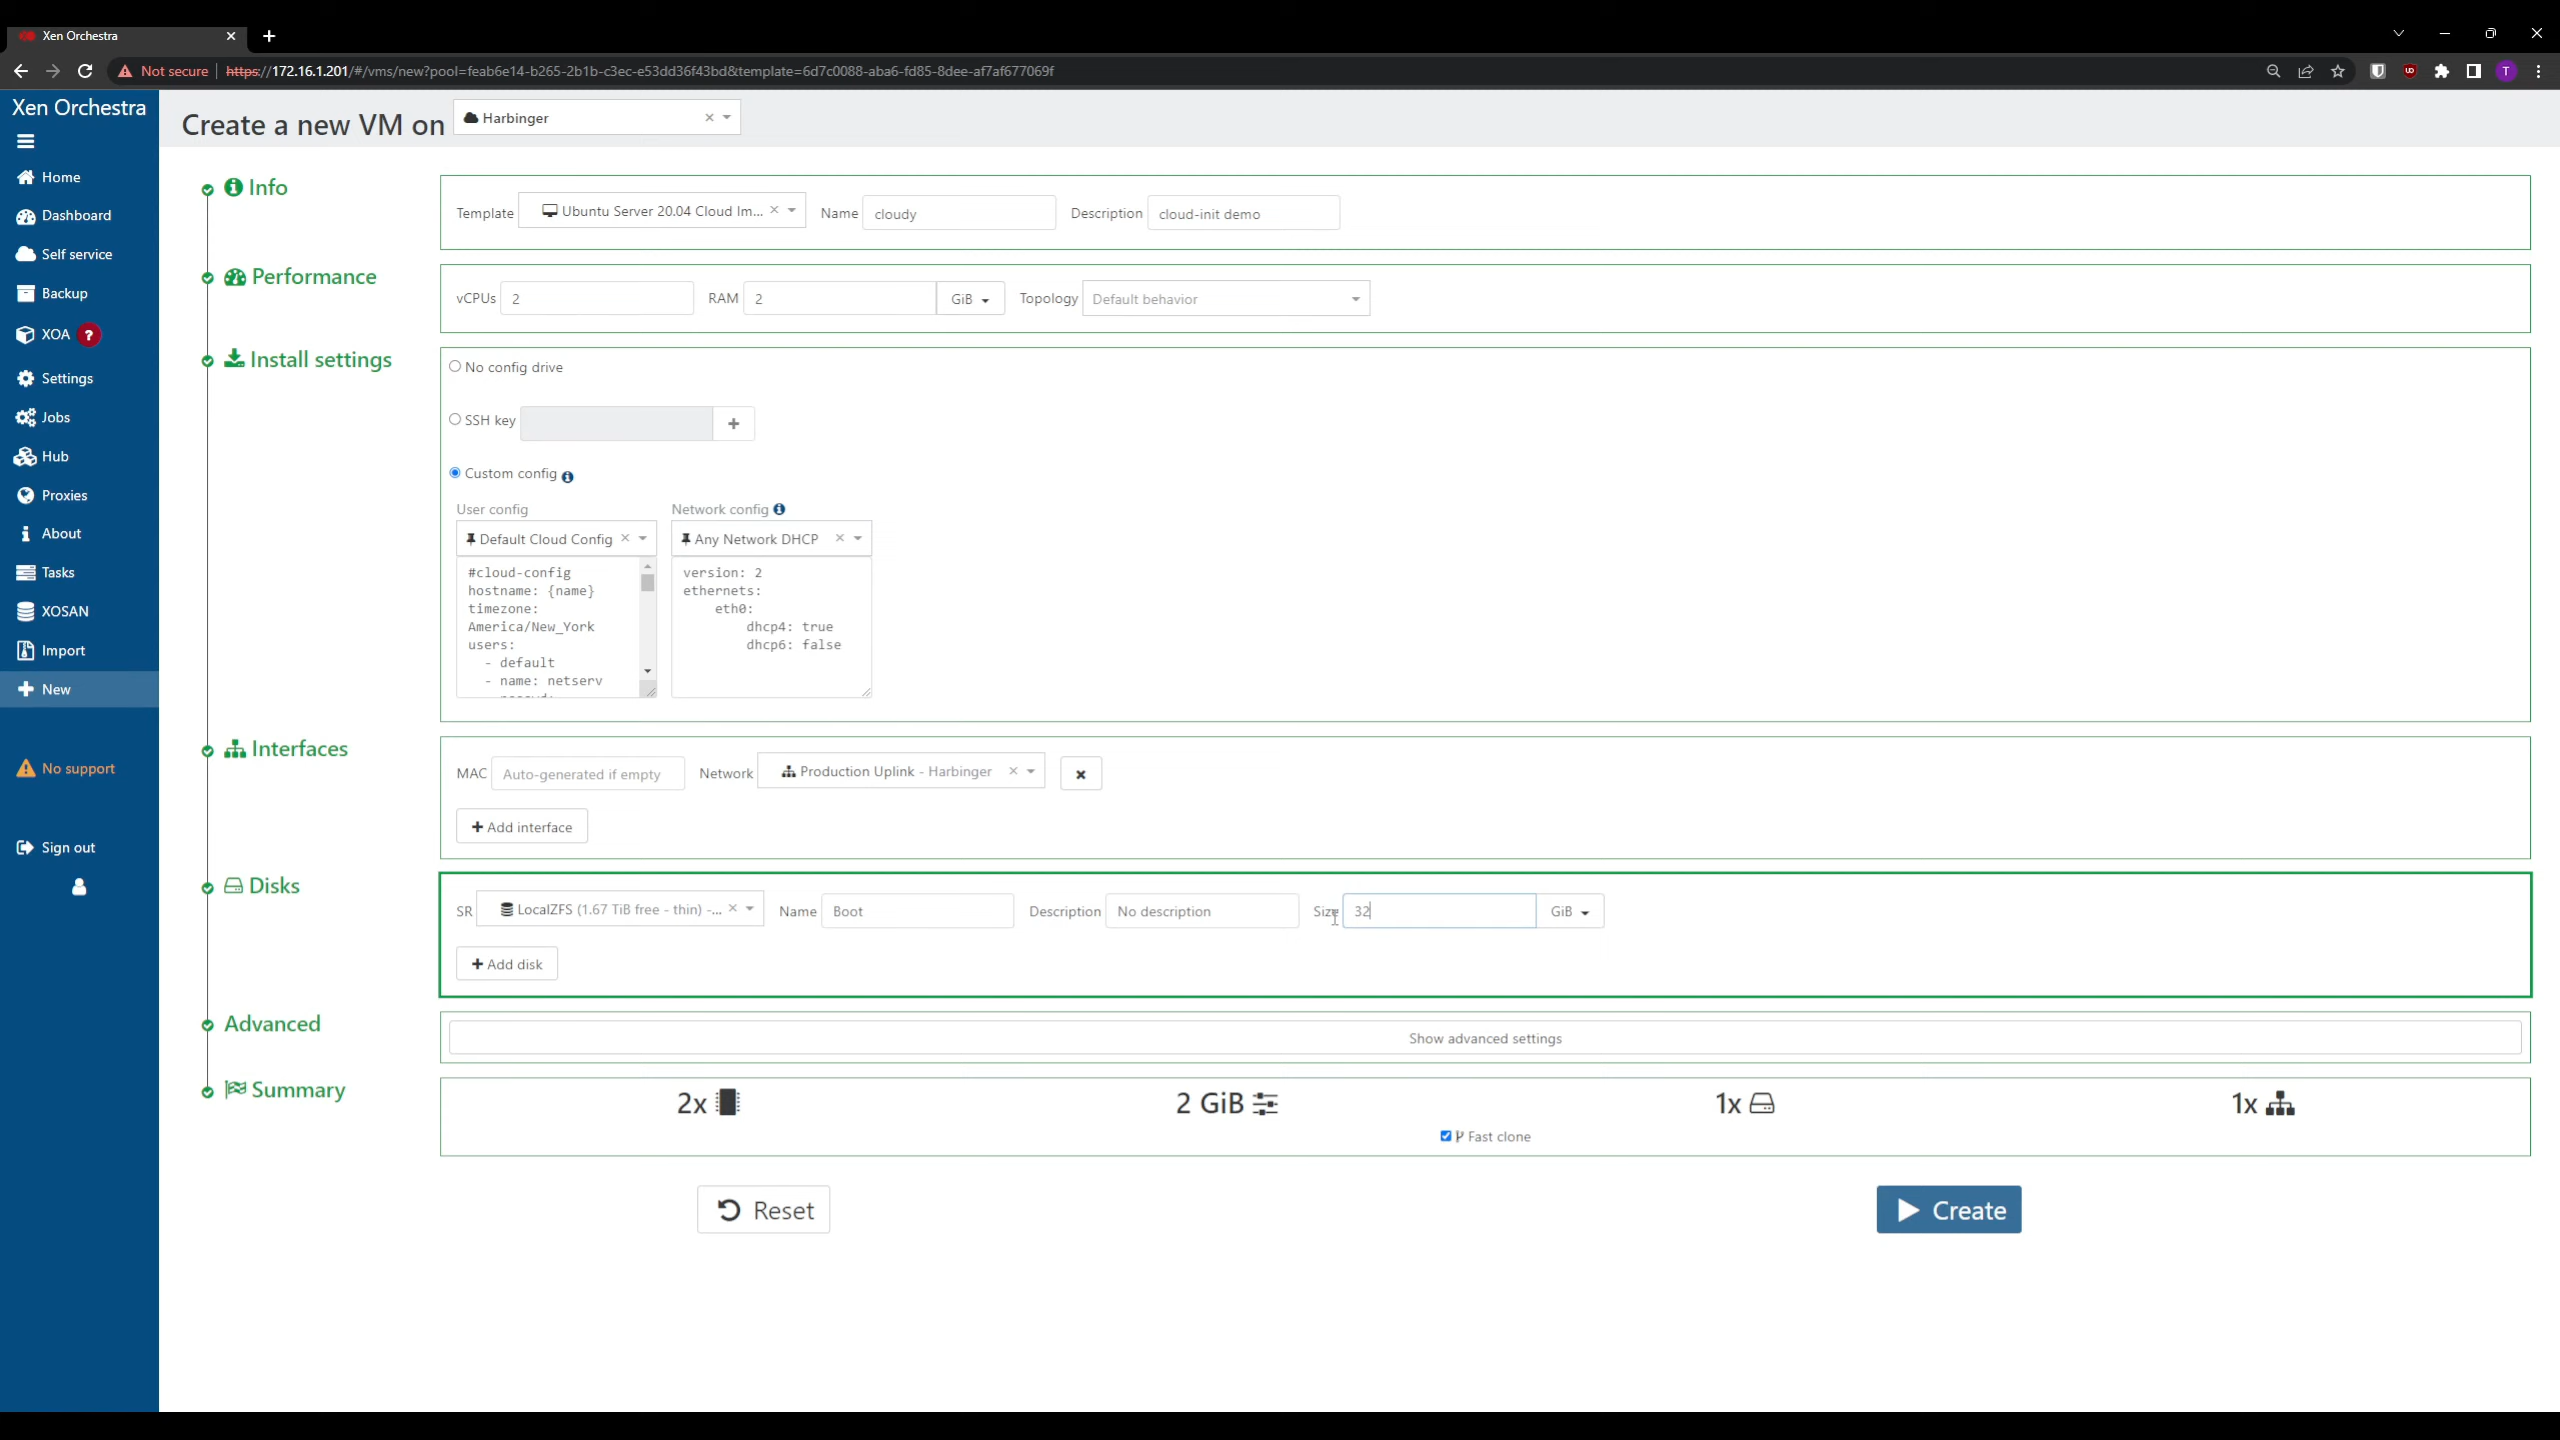 Xen Orchestra
Not secure
https://172.16.1.201/#/vms/new?pool=feab6e14-b265-2b1b-c3ec-e53dd36f43bd&template=6d7c0088-aba6-fd85-8dee-af7af677069f
T
Xen Orchestra
Home
Dashboard
Self service
Backup
XOA ?
Settings
Jobs
Hub
Proxies
About
Tasks
XOSAN
Import
New
No support
Sign out
Create a new VM on Harbinger
Info
Template Ubuntu Server 20.04 Cloud Im... Name cloudy Description cloud-init demo
Performance
vCPUs 2 RAM 2 GiB Topology Default behavior
Install settings
No config drive
SSH key
Custom config
User config Network config
Default Cloud Config Any Network DHCP
#cloud-config
hostname: {name}
timezone:
America/New_York
users:
- default
- name: netserv
version: 2
ethernets:
eth0:
dhcp4: true
dhcp6: false
Interfaces
MAC Auto-generated if empty Network Production Uplink - Harbinger
Add interface
Disks
SR LocalZFS (1.67 TiB free - thin) -... Name Boot Description No description Size 32 GiB
Add disk
Advanced
Show advanced settings
Summary
2x 2 GiB 1x 1x
Fast clone
Reset Create